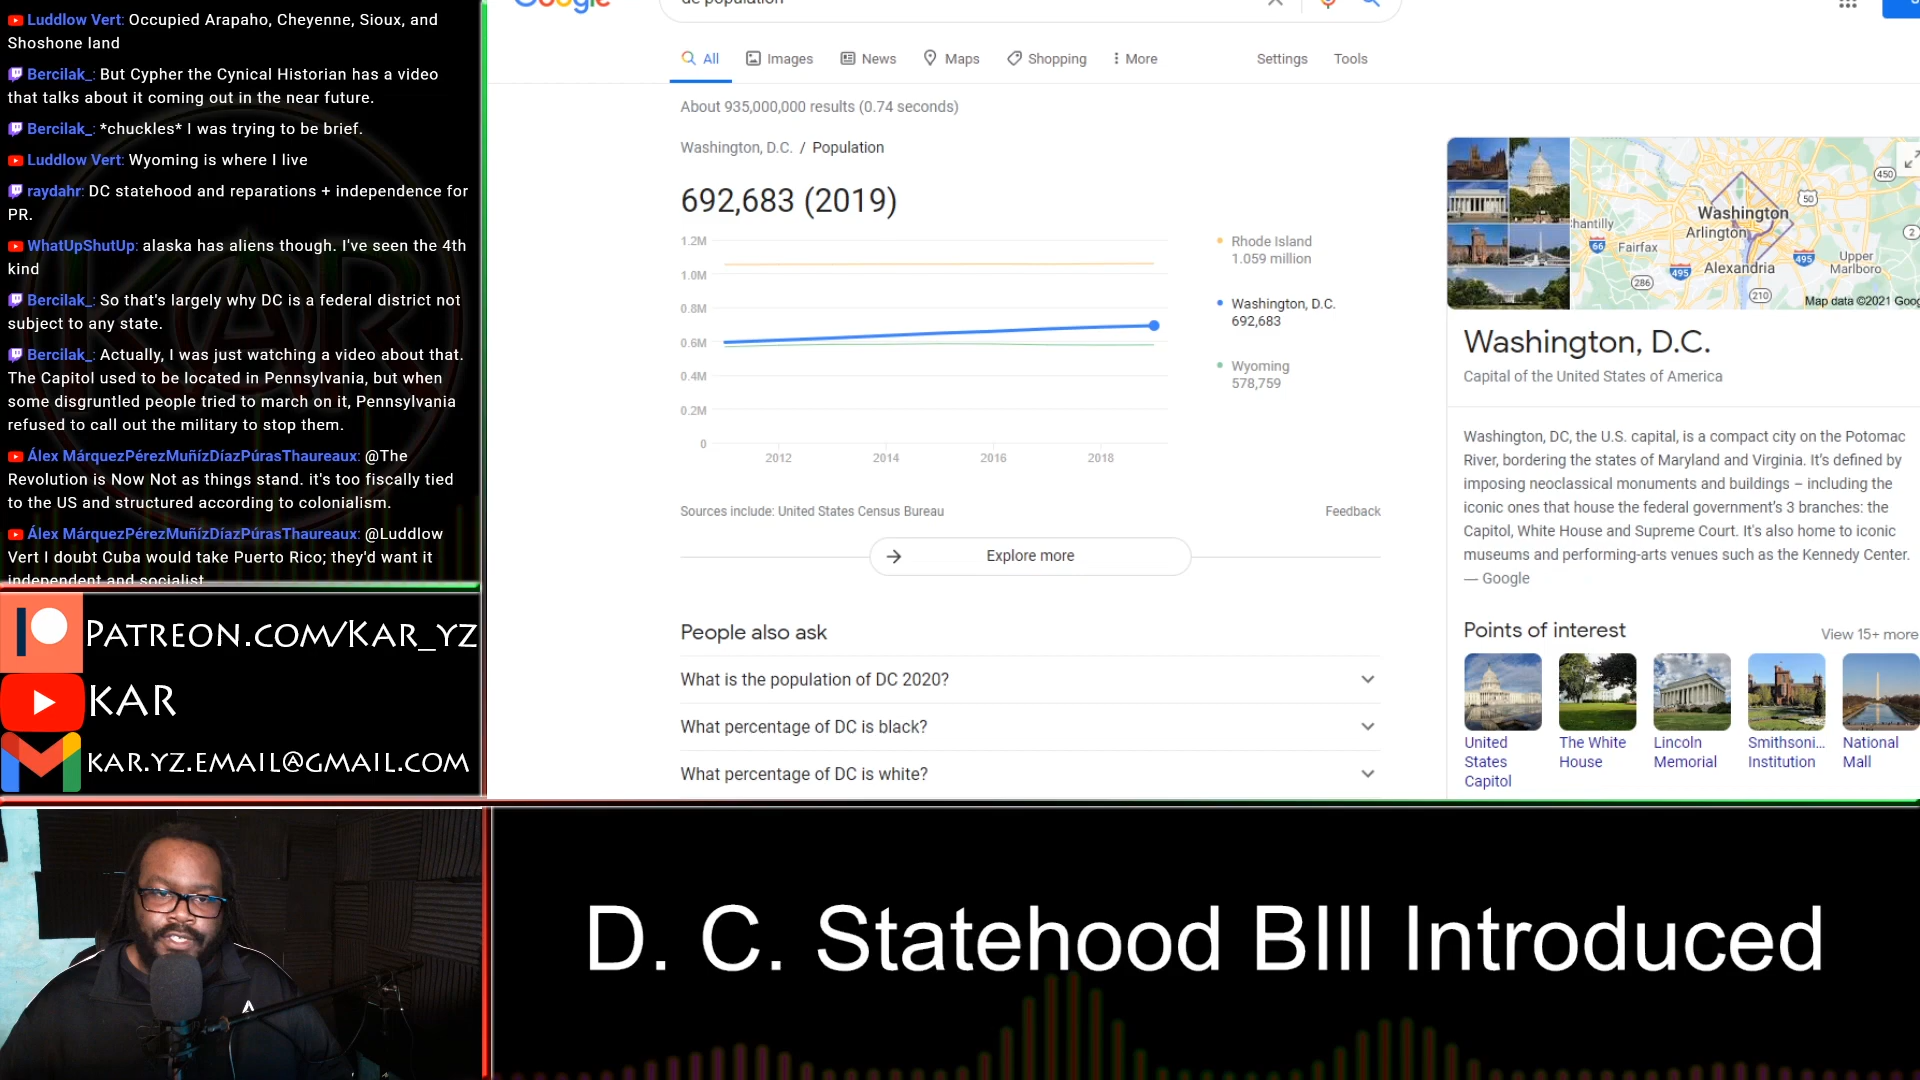 Luddlow Vert: Occupied Arapaho, Cheyenne, Sioux, and
Shoshone land
Bercilak_: But Cypher the Cynical Historian has a video
that talks about it coming out in the near future.
Bercilak_: *chuckles* I was trying to be brief.
Luddlow Vert: Wyoming is where I live
raydahr: DC statehood and reparations + independence for
PR.
WhatUpShutUp: alaska has aliens though. I've seen the 4th
kind
Bercilak_: So that's largely why DC is a federal district not
subject to any state.
Bercilak_: Actually, I was just watching a video about that.
The Capitol used to be located in Pennsylvania, but when
some disgruntled people tried to march on it, Pennsylvania
refused to call out the military to stop them.
Álex MárquezPérezMuñízDíazPúrasThaureaux: @The
Revolution is Now Not as things stand. it's too fiscally tied
to the US and structured according to colonialism.
Álex MárquezPérezMuñízDíazPúrasThaureaux: @Luddlow
Vert I doubt Cuba would take Puerto Rico; they'd want it
independent and socialist
KAR
PATREON.COM/KAR_YZ
KAR
KAR.YZ.EMAIL@GMAIL.COM
Google
dc population
All
Images
News
Maps
Shopping
More
Settings
Tools
About 935,000,000 results (0.74 seconds)
Washington, D.C. / Population
692,683 (2019)
1.2M
1.0M
0.8M
0.6M
0.4M
0.2M
0
2012
2014
2016
2018
Rhode Island
1.059 million
Washington, D.C.
692,683
Wyoming
578,759
Sources include: United States Census Bureau
Feedback
Explore more
People also ask
What is the population of DC 2020?
What percentage of DC is black?
What percentage of DC is white?
450
50
Washington
hantilly
Arlington
66
Fairfax
2
495
495
Upper
Marlboro
Alexandria
286
210
Map data ©2021 Goog
Washington, D.C.
Capital of the United States of America
Washington, DC, the U.S. capital, is a compact city on the Potomac
River, bordering the states of Maryland and Virginia. It's defined by
imposing neoclassical monuments and buildings – including the
iconic ones that house the federal government's 3 branches: the
Capitol, White House and Supreme Court. It's also home to iconic
museums and performing-arts venues such as the Kennedy Center.
— Google
Points of interest
View 15+ more
United
States
Capitol
The White
House
Lincoln
Memorial
Smithsoni...
Institution
National
Mall
D. C. Statehood BIll Introduced